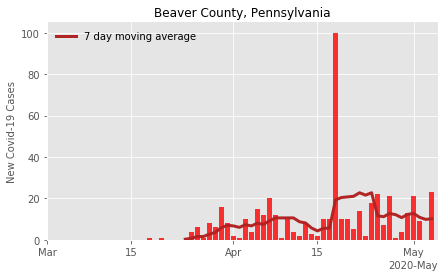 Beaver County, Pennsylvania
7 day moving average
New Covid-19 Cases
100
80
60
40
20
0
Mar
15
Apr
15
May
2020-May